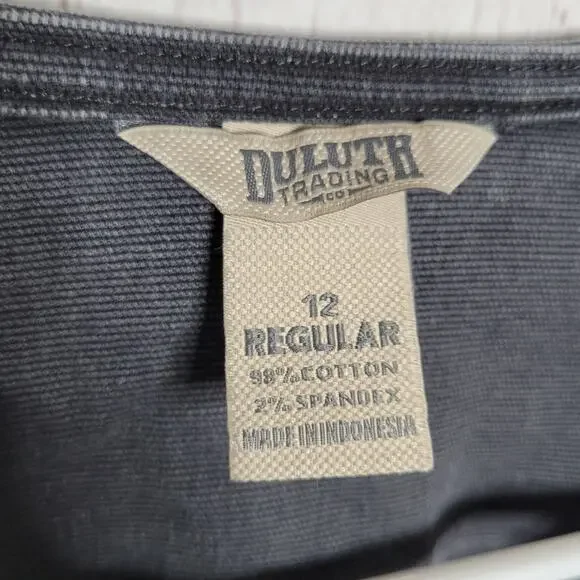 DULUTH
TRADING
CO
12
REGULAR
98% COTTON
2% SPANDEX
MADE IN INDONESIA